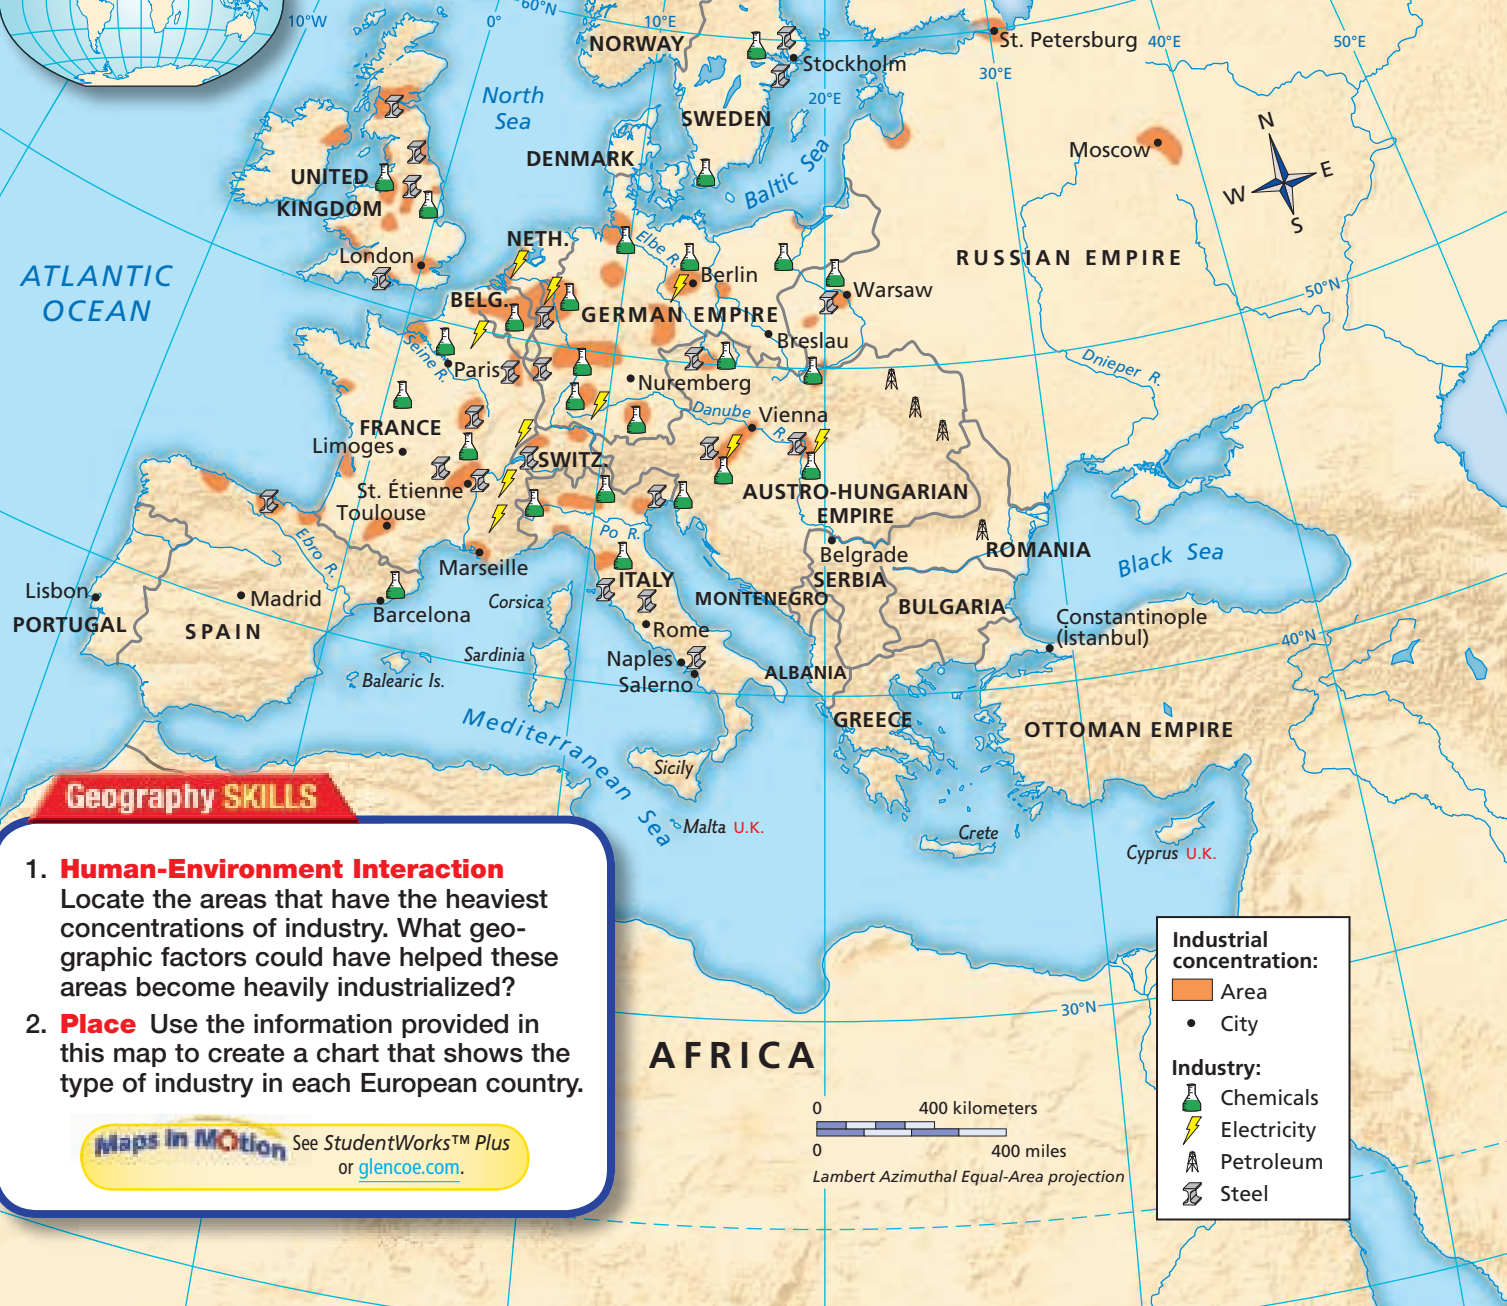 10°W
0°
60°N
10°E
NORWAY
St. Petersburg
40°E
50°E
Stockholm
30°E
North
Sea
20°E
SWEDEN
DENMARK
Moscow
N
E
W
S
UNITED
KINGDOM
Baltic Sea
NETH.
Elbe R.
London
RUSSIAN EMPIRE
ATLANTIC
OCEAN
Berlin
Warsaw
50°N
BELG.
GERMAN EMPIRE
Breslau
Seine R.
Paris
Dnieper R.
Nuremberg
Danube
R.
Vienna
FRANCE
Limoges
SWITZ.
St. Étienne
AUSTRO-HUNGARIAN
EMPIRE
Toulouse
Po R.
Ebro R.
Belgrade
ROMANIA
Black Sea
Marseille
ITALY
SERBIA
Lisbon
Madrid
Corsica
MONTENEGRO
BULGARIA
PORTUGAL
SPAIN
Barcelona
Constantinople
(İstanbul)
40°N
Rome
Sardinia
Naples
Salerno
ALBANIA
Balearic Is.
GREECE
OTTOMAN EMPIRE
Mediterranean Sea
Sicily
Malta U.K.
Crete
Cyprus U.K.
Geography SKILLS
1. Human-Environment Interaction
Locate the areas that have the heaviest
concentrations of industry. What geo-
graphic factors could have helped these
areas become heavily industrialized?
2. Place Use the information provided in
this map to create a chart that shows the
type of industry in each European country.
Maps in Motion
See StudentWorks™ Plus
or glencoe.com.
30°N
AFRICA
0 400 kilometers
0 400 miles
Lambert Azimuthal Equal-Area projection
Industrial
concentration:
Area
City
Industry:
Chemicals
Electricity
Petroleum
Steel